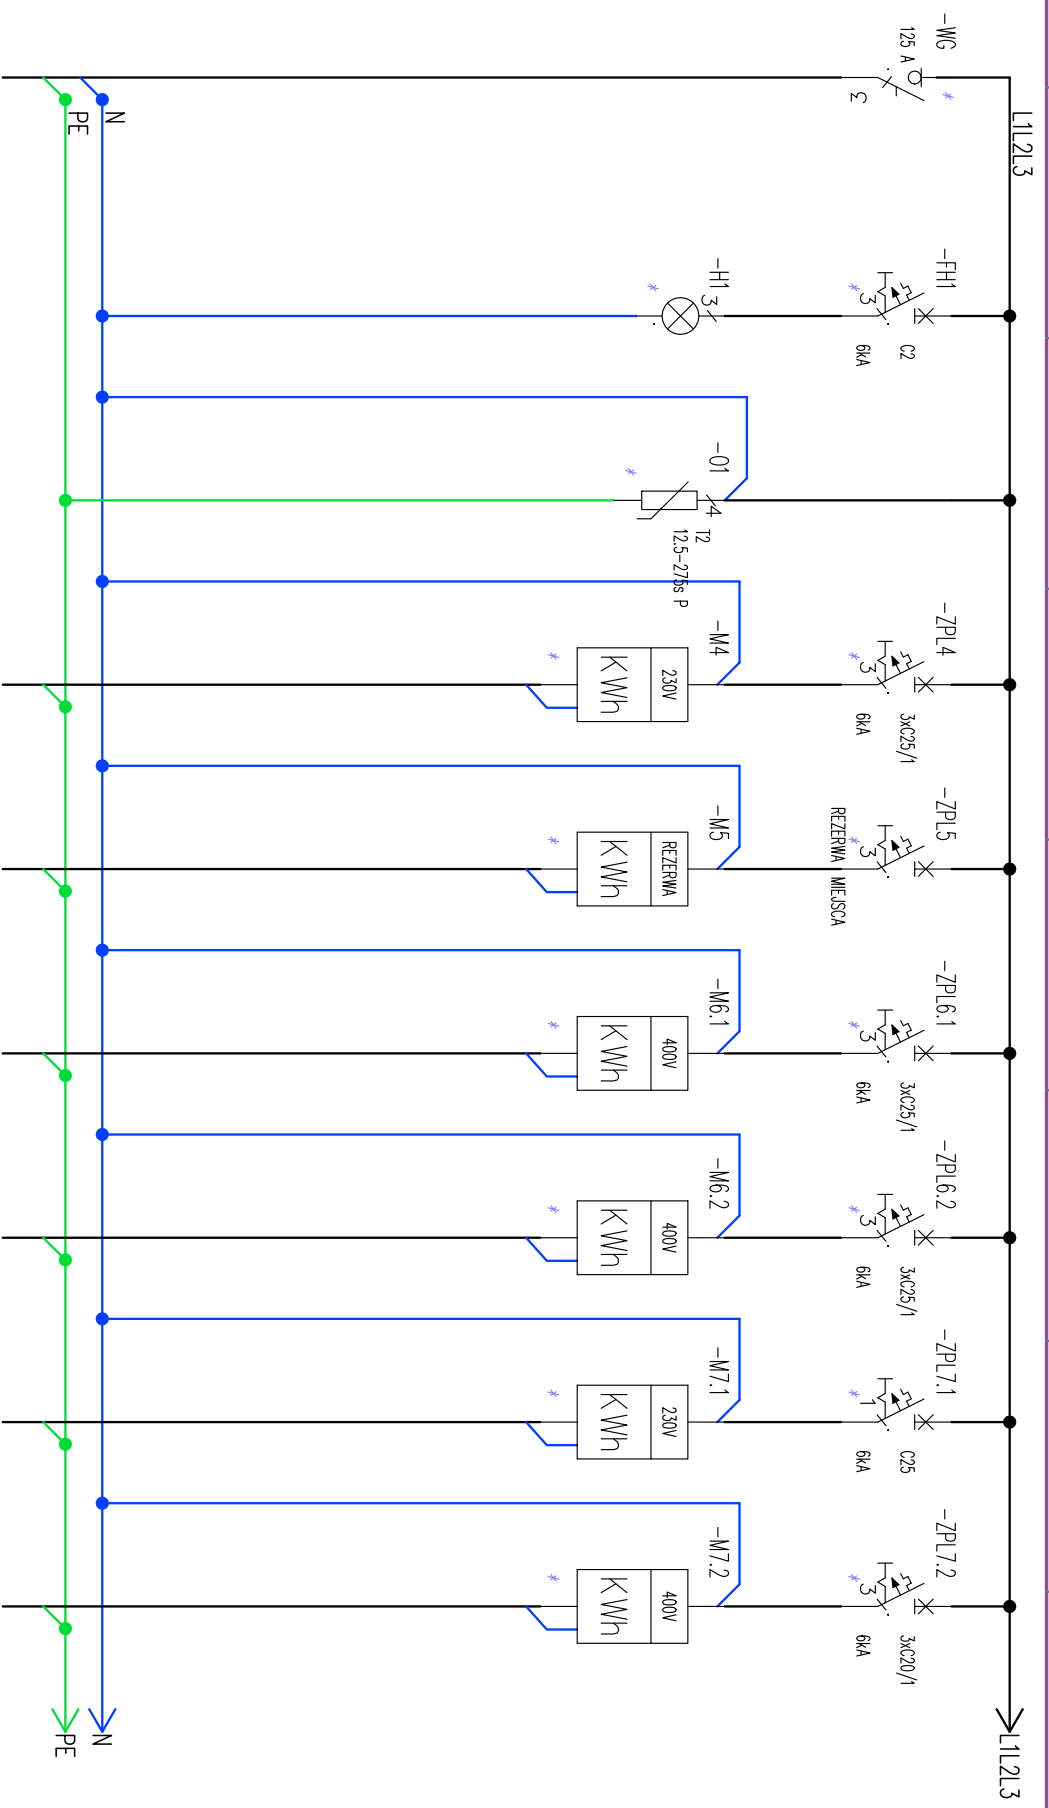 -WG
125 A
3
L1L2L3
N
PE
-FH1
3
C2
6kA
-H1
3
-O1
4
T2
12.5-275s P
-ZPL4
3
3xC25/1
6kA
-M4
230V
KWh
-ZPL5
3
REZERWA MIEJSCA
-M5
REZERWA
KWh
-ZPL6.1
3
3xC25/1
6kA
-M6.1
400V
KWh
-ZPL6.2
3
3xC25/1
6kA
-M6.2
400V
KWh
-ZPL7.1
1
C25
6kA
-M7.1
230V
KWh
-ZPL7.2
3
3xC20/1
6kA
-M7.2
400V
KWh
L1L2L3
N
PE